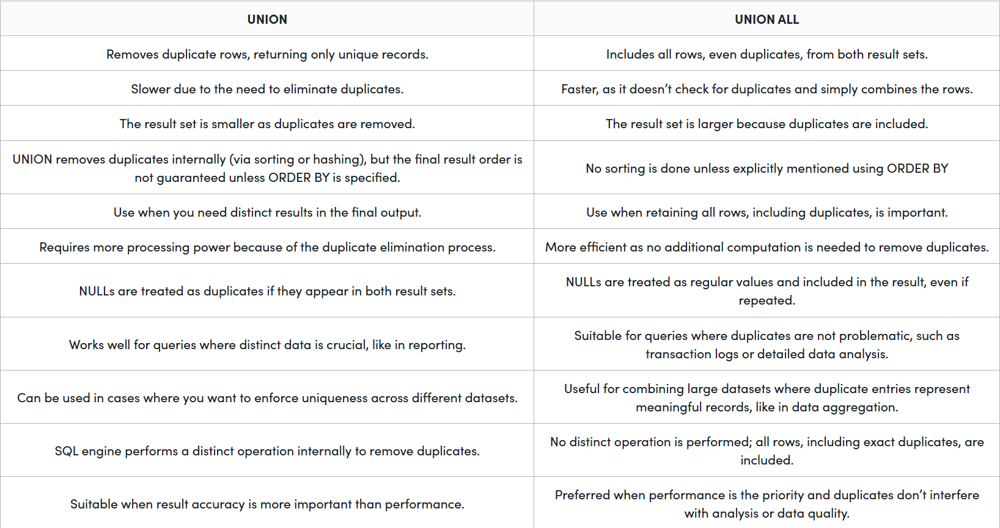 UNION
UNION ALL
Removes duplicate rows, returning only unique records.
Includes all rows, even duplicates, from both result sets.
Slower due to the need to eliminate duplicates.
Faster, as it doesn’t check for duplicates and simply combines the rows.
The result set is smaller as duplicates are removed.
The result set is larger because duplicates are included.
UNION removes duplicates internally (via sorting or hashing), but the final result order is
not guaranteed unless ORDER BY is specified.
No sorting is done unless explicitly mentioned using ORDER BY
Use when you need distinct results in the final output.
Use when retaining all rows, including duplicates, is important.
Requires more processing power because of the duplicate elimination process.
More efficient as no additional computation is needed to remove duplicates.
NULLs are treated as duplicates if they appear in both result sets.
NULLs are treated as regular values and included in the result, even if
repeated.
Works well for queries where distinct data is crucial, like in reporting.
Suitable for queries where duplicates are not problematic, such as
transaction logs or detailed data analysis.
Can be used in cases where you want to enforce uniqueness across different datasets.
Useful for combining large datasets where duplicate entries represent
meaningful records, like in data aggregation.
SQL engine performs a distinct operation internally to remove duplicates.
No distinct operation is performed; all rows, including exact duplicates, are
included.
Suitable when result accuracy is more important than performance.
Preferred when performance is the priority and duplicates don’t interfere
with analysis or data quality.